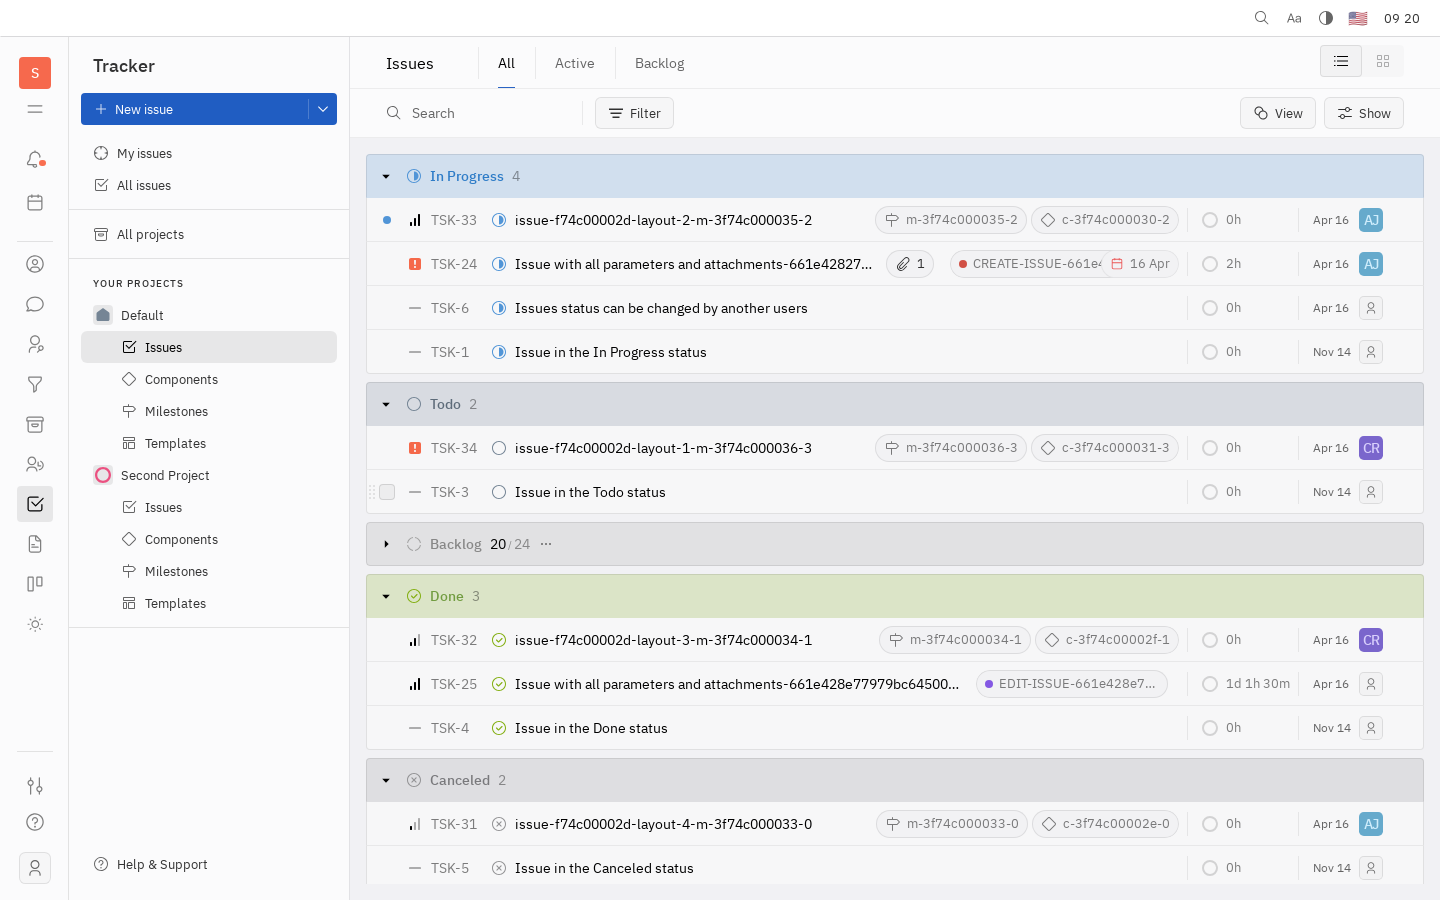 Aa 09 20
S
Tracker
New issue
My issues
All issues
All projects
YOUR PROJECTS
Default
Issues
Components
Milestones
Templates
Second Project
Issues
Components
Milestones
Templates
Help & Support
Issues All Active Backlog
Search Filter View Show
In Progress 4
TSK-33 issue-f74c00002d-layout-2-m-3f74c000035-2 m-3f74c000035-2 c-3f74c000030-2 0h Apr 16 AJ
TSK-24 Issue with all parameters and attachments-661e42827... 1 CREATE-ISSUE-661e4 16 Apr 2h Apr 16 AJ
TSK-6 Issues status can be changed by another users 0h Apr 16
TSK-1 Issue in the In Progress status 0h Nov 14
Todo 2
TSK-34 issue-f74c00002d-layout-1-m-3f74c000036-3 m-3f74c000036-3 c-3f74c000031-3 0h Apr 16 CR
TSK-3 Issue in the Todo status 0h Nov 14
Backlog 20/24 ...
Done 3
TSK-32 issue-f74c00002d-layout-3-m-3f74c000034-1 m-3f74c000034-1 c-3f74c00002f-1 0h Apr 16 CR
TSK-25 Issue with all parameters and attachments-661e428e77979bc64500... EDIT-ISSUE-661e428e7... 1d 1h 30m Apr 16
TSK-4 Issue in the Done status 0h Nov 14
Canceled 2
TSK-31 issue-f74c00002d-layout-4-m-3f74c000033-0 m-3f74c000033-0 c-3f74c00002e-0 0h Apr 16 AJ
TSK-5 Issue in the Canceled status 0h Nov 14